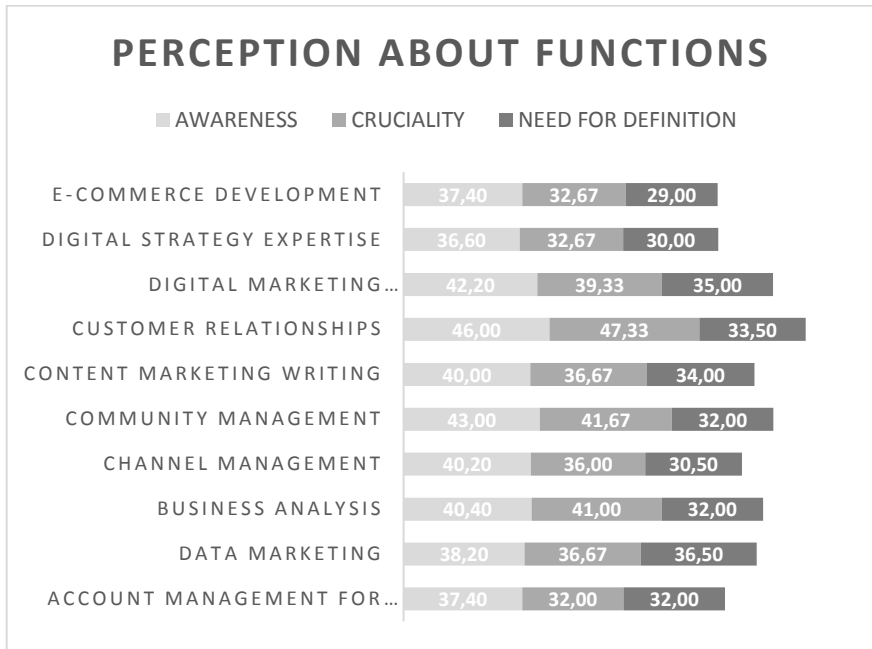 PERCEPTION ABOUT FUNCTIONS
AWARENESS CRUCIALITY NEED FOR DEFINITION
E-COMMERCE DEVELOPMENT 37,40 32,67 29,00
DIGITAL STRATEGY EXPERTISE 36,60 32,67 30,00
DIGITAL MARKETING... 42,20 39,33 35,00
CUSTOMER RELATIONSHIPS 46,00 47,33 33,50
CONTENT MARKETING WRITING 40,00 36,67 34,00
COMMUNITY MANAGEMENT 43,00 41,67 32,00
CHANNEL MANAGEMENT 40,20 36,00 30,50
BUSINESS ANALYSIS 40,40 41,00 32,00
DATA MARKETING 38,20 36,67 36,50
ACCOUNT MANAGEMENT FOR... 37,40 32,00 32,00